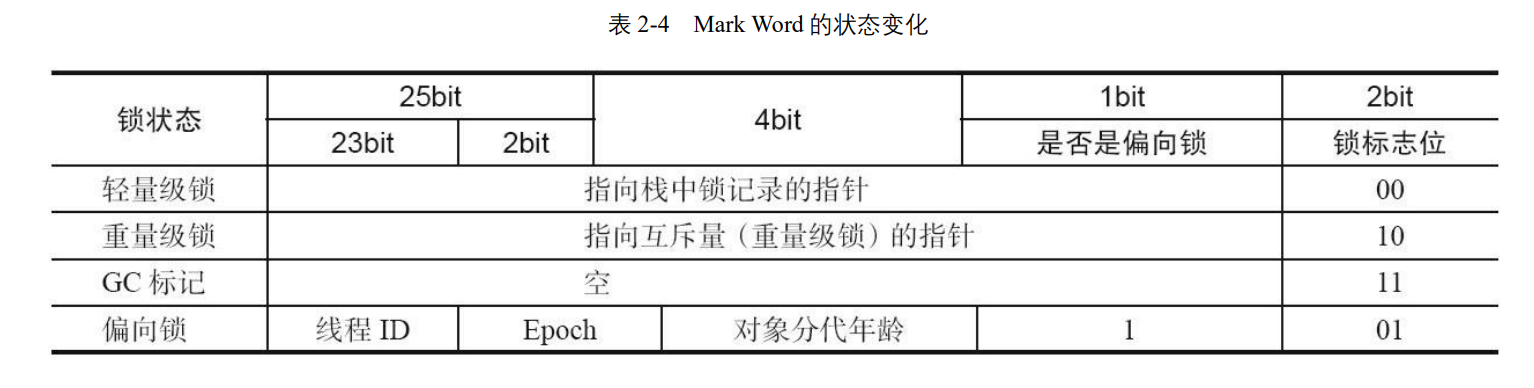 表 2-4 Mark Word 的状态变化
锁状态 25bit 4bit 1bit 2bit
23bit 2bit 是否是偏向锁 锁标志位
轻量级锁 指向栈中锁记录的指针 00
重量级锁 指向互斥量（重量级锁）的指针 10
GC 标记 空 11
偏向锁 线程 ID Epoch 对象分代年龄 1 01